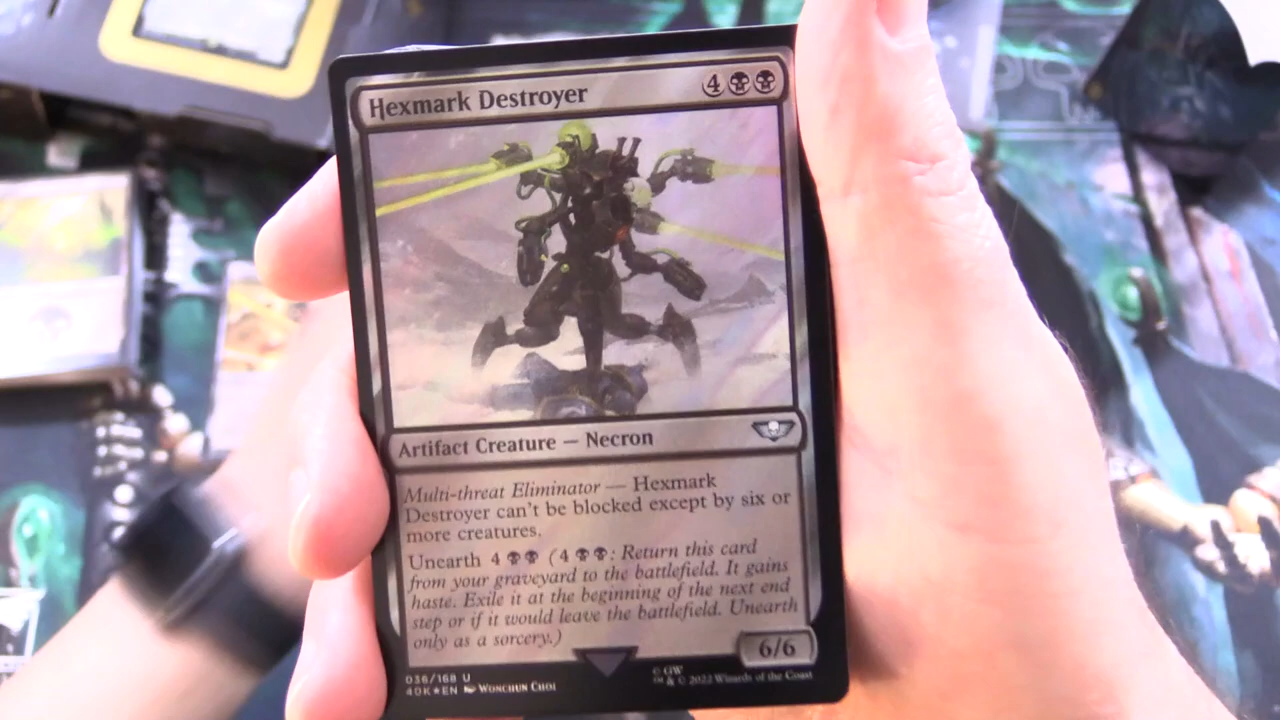 Hexmark Destroyer 4
Artifact Creature — Necron
Multi-threat Eliminator — Hexmark
Destroyer can't be blocked except by six or
more creatures.
Unearth 4 (4 : Return this card
from your graveyard to the battlefield. It gains
haste. Exile it at the beginning of the next end
step or if it would leave the battlefield. Unearth
only as a sorcery.)
6/6
036/168 U
40K★EN Wonchun Choi
© GW
™ & © 2022 Wizards of the Coast